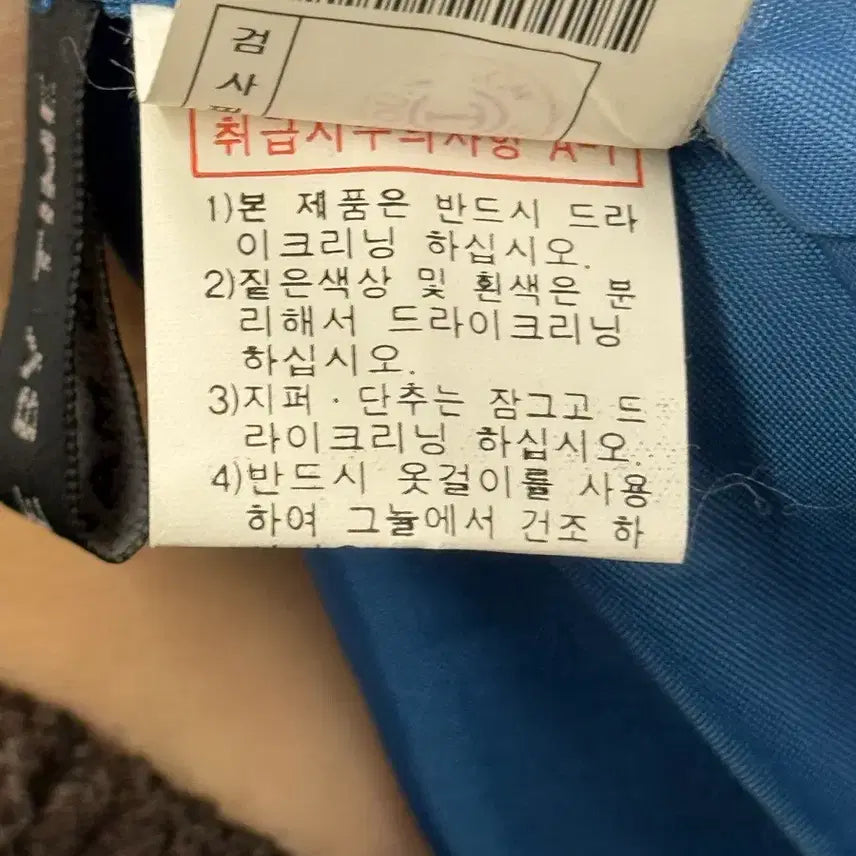 검
사
취급시주의사항 A-1
1)본 제품은 반드시 드라
이크리닝 하십시오.
2)짙은색상 및 흰색은 분
리해서 드라이크리닝
하십시오.
3)지퍼·단추는 잠그고 드
라이크리닝 하십시오.
4)반드시 옷걸이를 사용
하여 그늘에서 건조 하